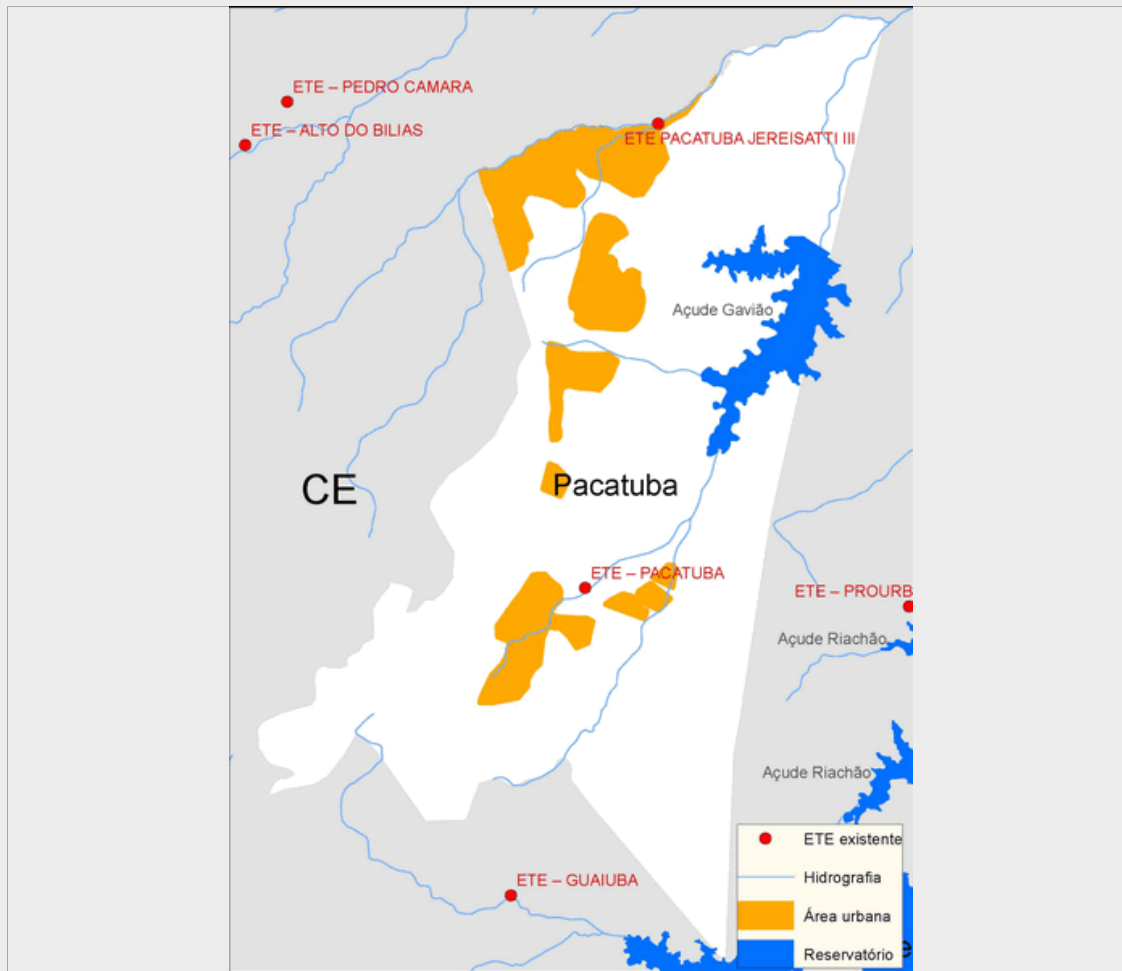 ETE – PEDRO CAMARA
ETE – ALTO DO BILIAS
ETE PACATUBA JEREISATTI III
Açude Gavião
CE
Pacatuba
ETE – PACATUBA
ETE – PROURB
Açude Riachão
Açude Riachão
ETE existente
ETE – GUAIUBA
Hidrografia
Área urbana
Reservatório
e